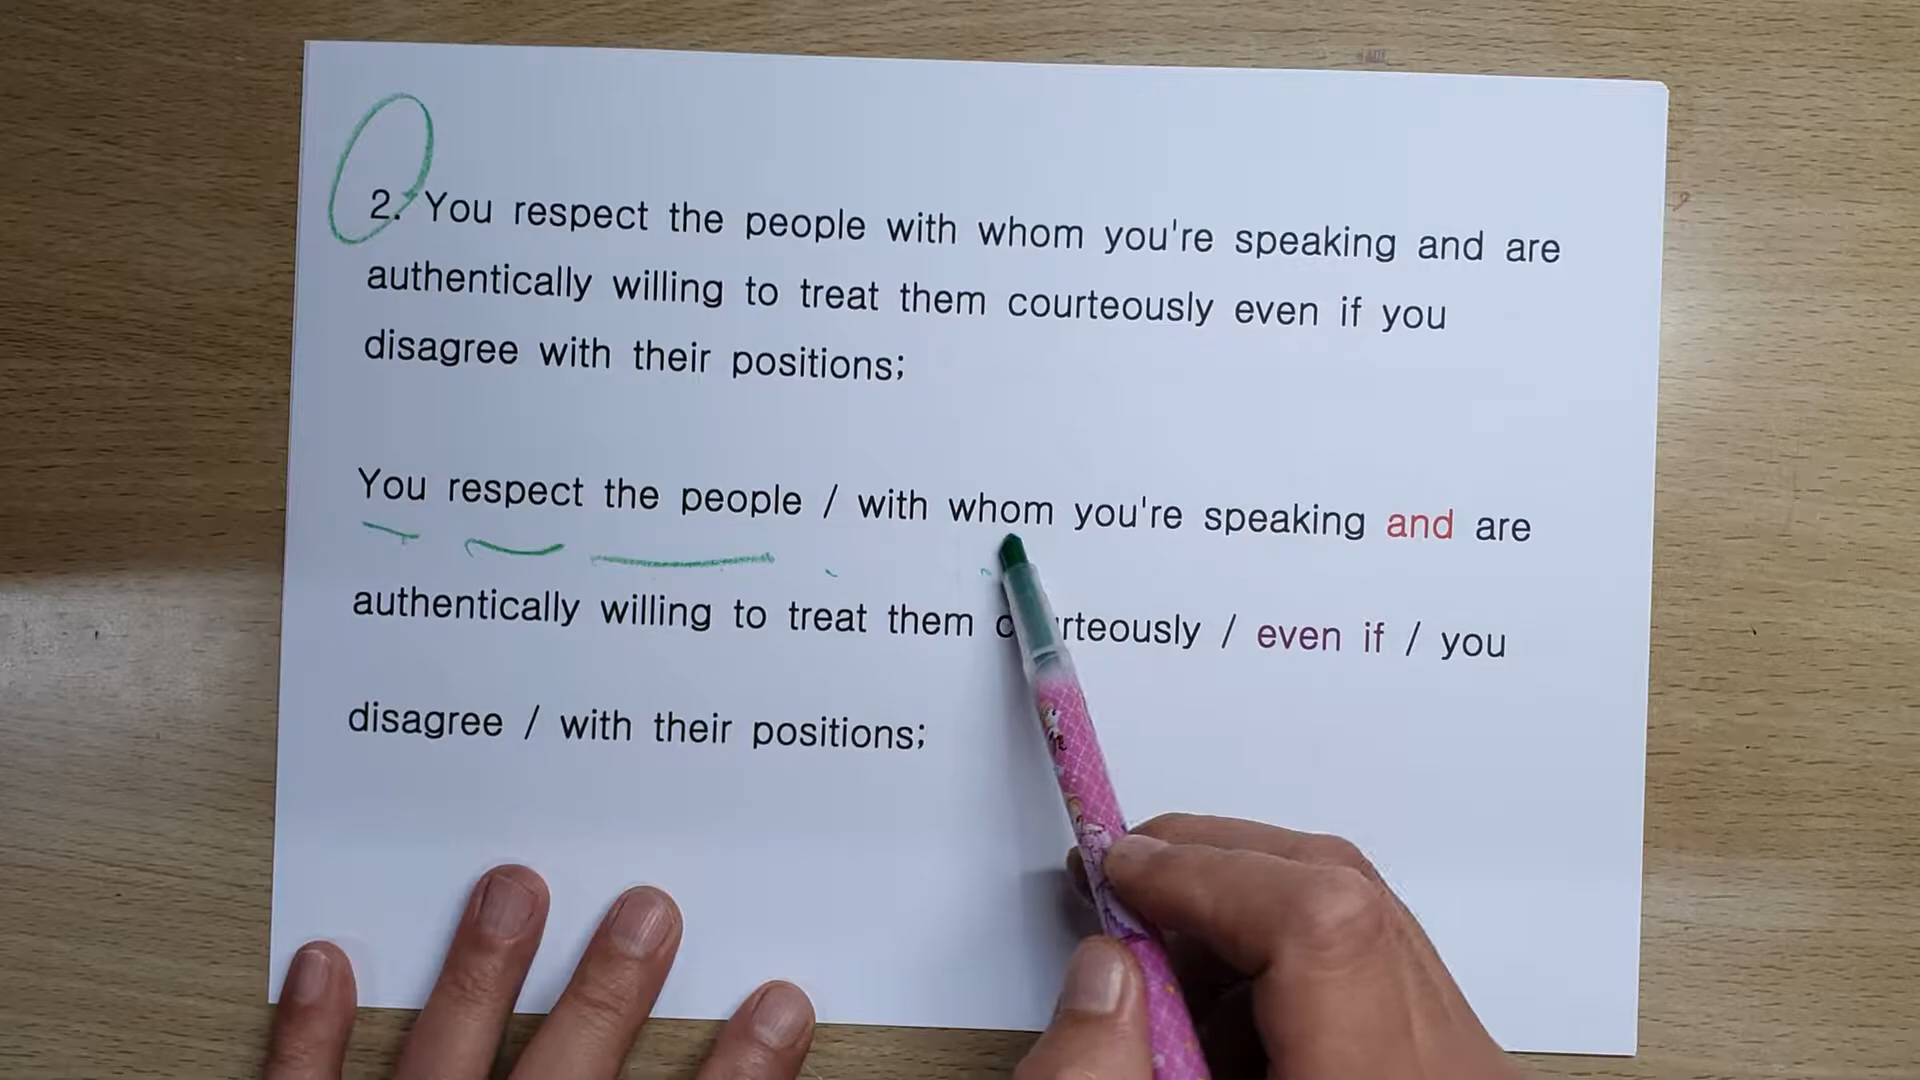 2. You respect the people with whom you're speaking and are
authentically willing to treat them courteously even if you
disagree with their positions;
You respect the people / with whom you're speaking and are
authentically willing to treat them courteously / even if / you
disagree / with their positions;